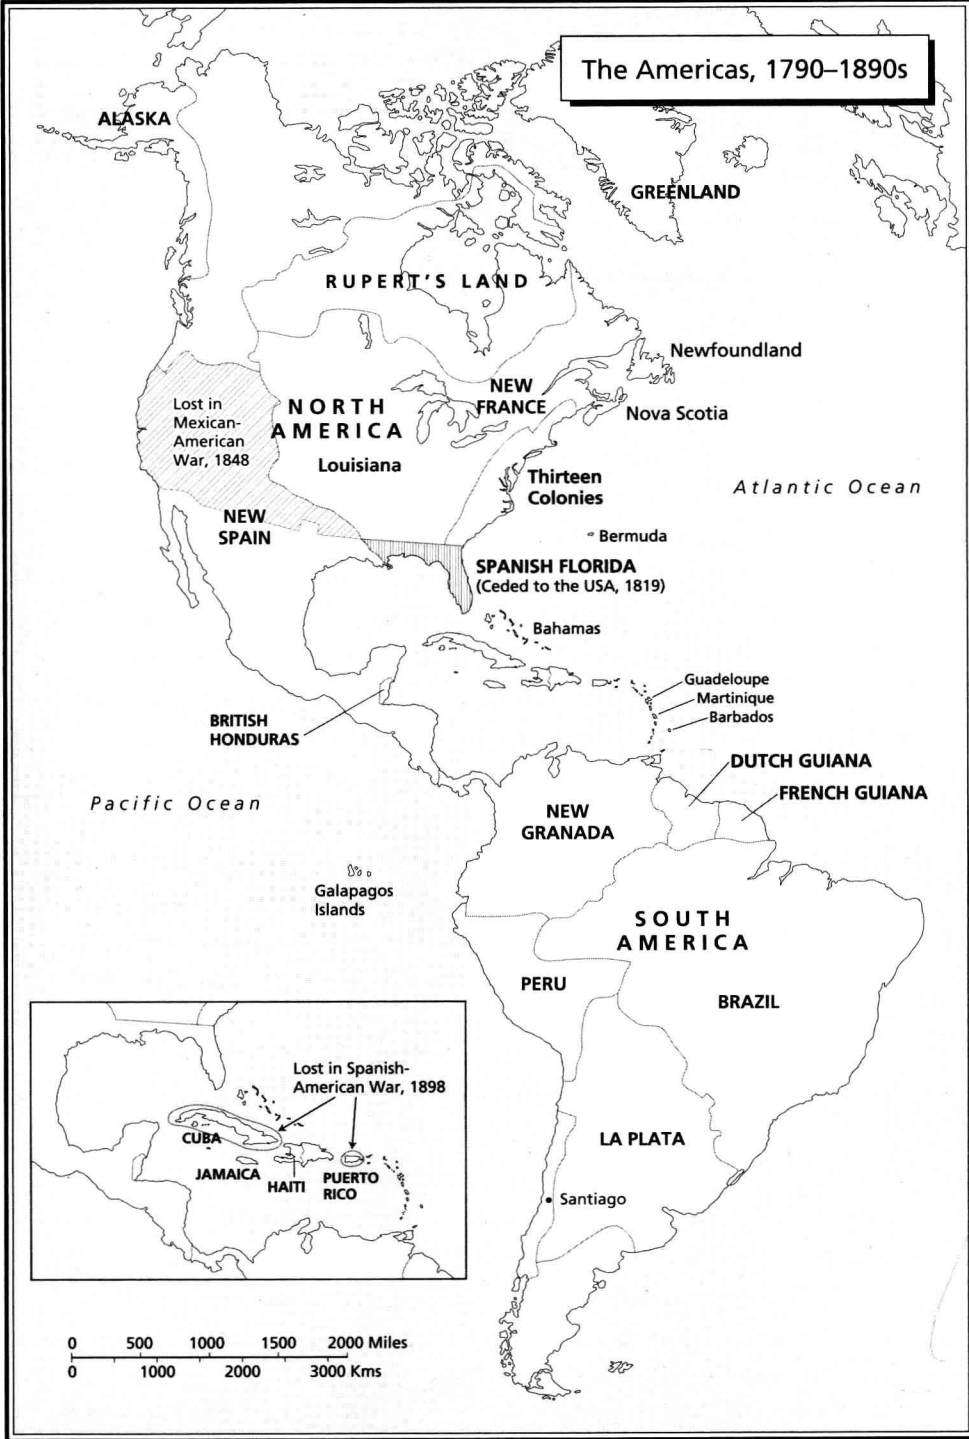 The Americas, 1790–1890s
ALASKA
GREENLAND
RUPERT'S LAND
Newfoundland
NEW
FRANCE
Nova Scotia
Lost in
Mexican-
American
War, 1848
NORTH
AMERICA
Louisiana
Thirteen
Colonies
Atlantic Ocean
NEW
SPAIN
Bermuda
SPANISH FLORIDA
(Ceded to the USA, 1819)
Bahamas
Guadeloupe
Martinique
Barbados
BRITISH
HONDURAS
DUTCH GUIANA
FRENCH GUIANA
Pacific Ocean
NEW
GRANADA
Galapagos
Islands
SOUTH
AMERICA
PERU
BRAZIL
LA PLATA
Santiago
Lost in Spanish-
American War, 1898
CUBA
JAMAICA
HAITI
PUERTO
RICO
0 500 1000 1500 2000 Miles
0 1000 2000 3000 Kms